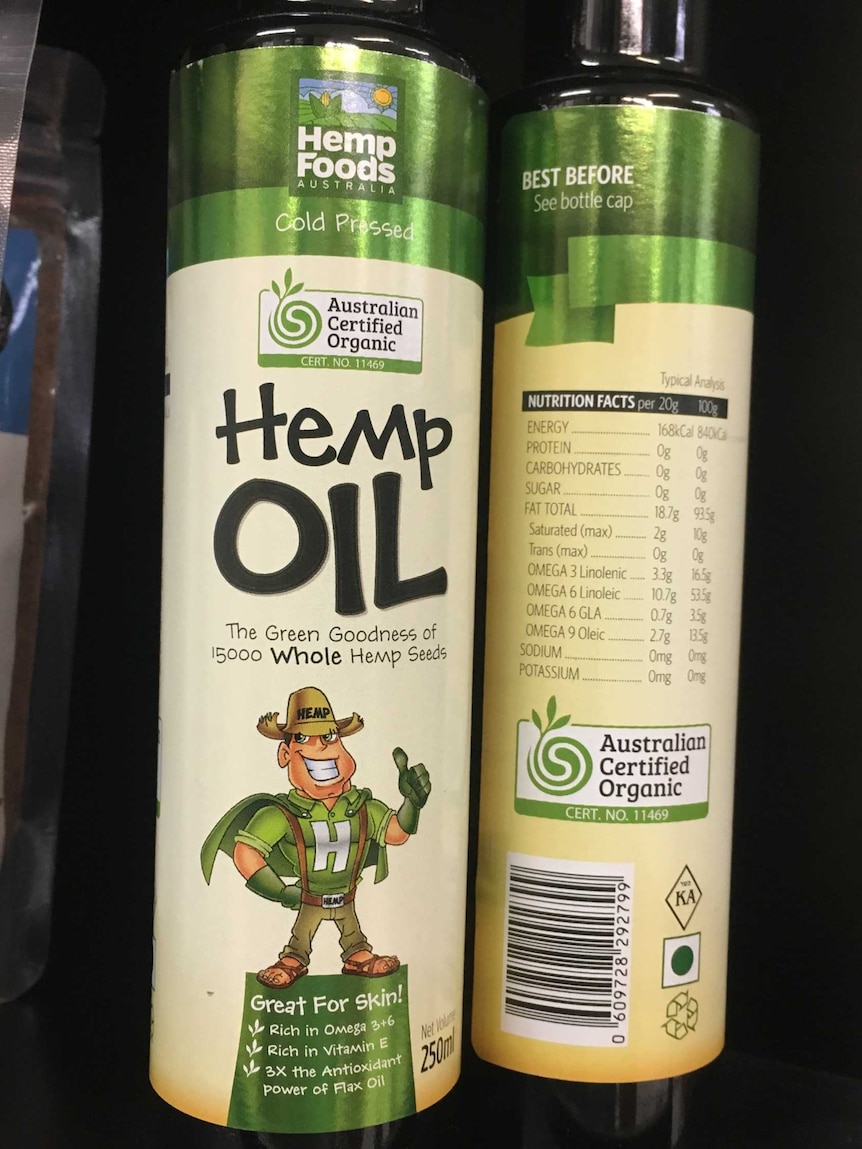 Hemp
Foods
AUSTRALIA
Cold Pressed
Australian
Certified
Organic
CERT. NO. 11469
Hemp
OIL
The Green Goodness of
15000 Whole Hemp Seeds
HEMP
H
HEMP
Great For Skin!
Rich in Omega 3+6
Rich in Vitamin E
3X the Antioxidant
power of Flax Oil
Net Volume
250ml
BEST BEFORE
See bottle cap
Typical Analysis
NUTRITION FACTS per 20g 100g
ENERGY 168kCal 840kCal
PROTEIN 0g 0g
CARBOHYDRATES 0g 0g
SUGAR 0g 0g
FAT TOTAL 18.7g 93.5g
Saturated (max) 2g 10g
Trans (max) 0g 0g
OMEGA 3 Linolenic 3.3g 16.5g
OMEGA 6 Linoleic 10.7g 53.5g
OMEGA 6 GLA 0.7g 3.5g
OMEGA 9 Oleic 2.7g 13.5g
SODIUM 0mg 0mg
POTASSIUM 0mg 0mg
Australian
Certified
Organic
CERT. NO. 11469
KA
0 609728 292799